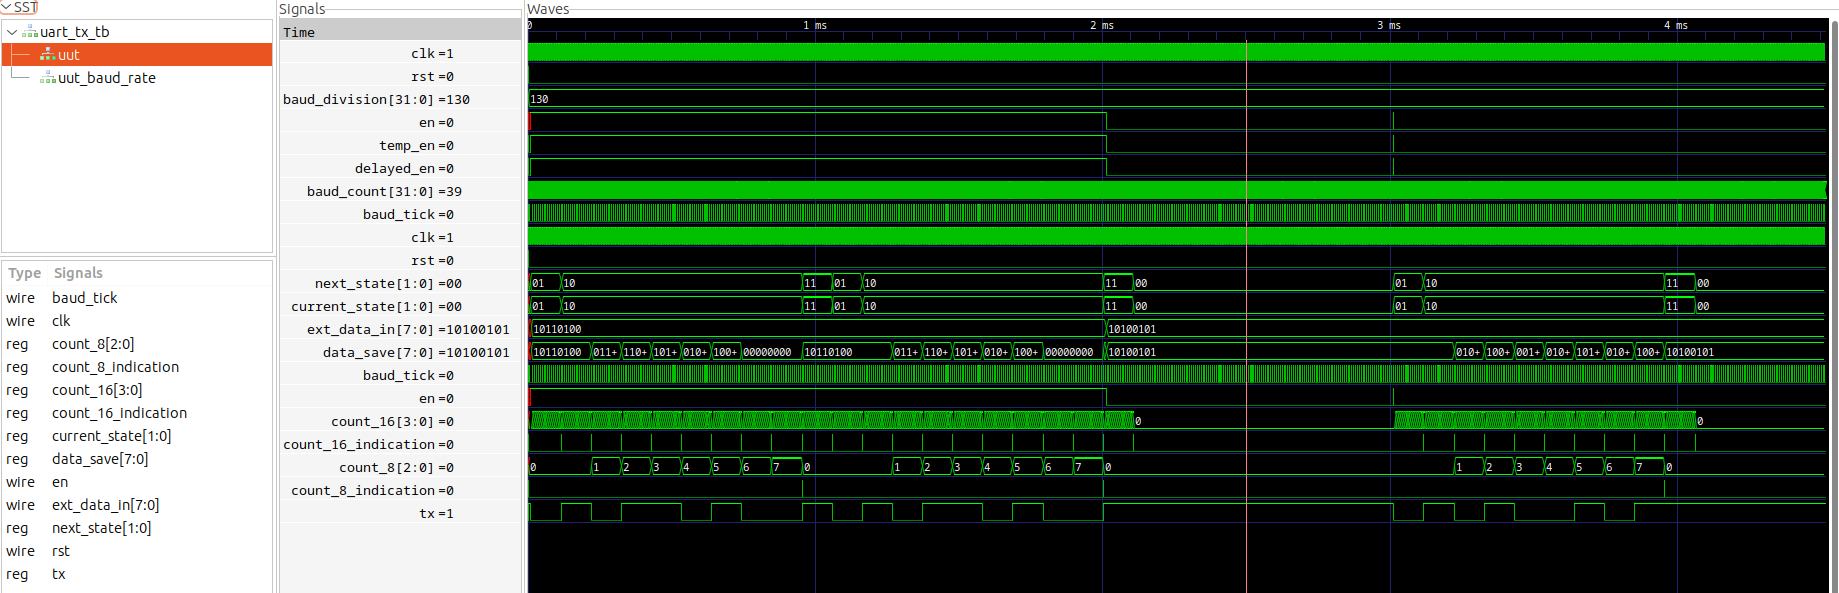 SST
uart_tx_tb
uut
uut_baud_rate
Type Signals
wire baud_tick
wire clk
reg count_8[2:0]
reg count_8_indication
reg count_16[3:0]
reg count_16_indication
reg current_state[1:0]
reg data_save[7:0]
wire en
wire ext_data_in[7:0]
reg next_state[1:0]
wire rst
reg tx
Signals
Waves
Time 0 1 ms 2 ms 3 ms 4 ms
clk =1
rst =0
baud_division[31:0] =130 130
en =0
temp_en =0
delayed_en =0
baud_count[31:0] =39
baud_tick =0
clk =1
rst =0
next_state[1:0] =00 01 10 11 01 10 11 00 01 10 11 00
current_state[1:0] =00 01 10 11 01 10 11 00 01 10 11 00
ext_data_in[7:0] =10100101 10110100 10100101
data_save[7:0] =10100101 10110100 011+ 110+ 101+ 010+ 100+ 00000000 10110100 011+ 110+ 101+ 010+ 100+ 00000000 10100101 010+ 100+ 001+ 010+ 101+ 010+ 100+ 10100101
baud_tick =0
en =0
count_16[3:0] =0 0 0
count_16_indication =0
count_8[2:0] =0 0 1 2 3 4 5 6 7 0 1 2 3 4 5 6 7 0 1 2 3 4 5 6 7 0
count_8_indication =0
tx =1